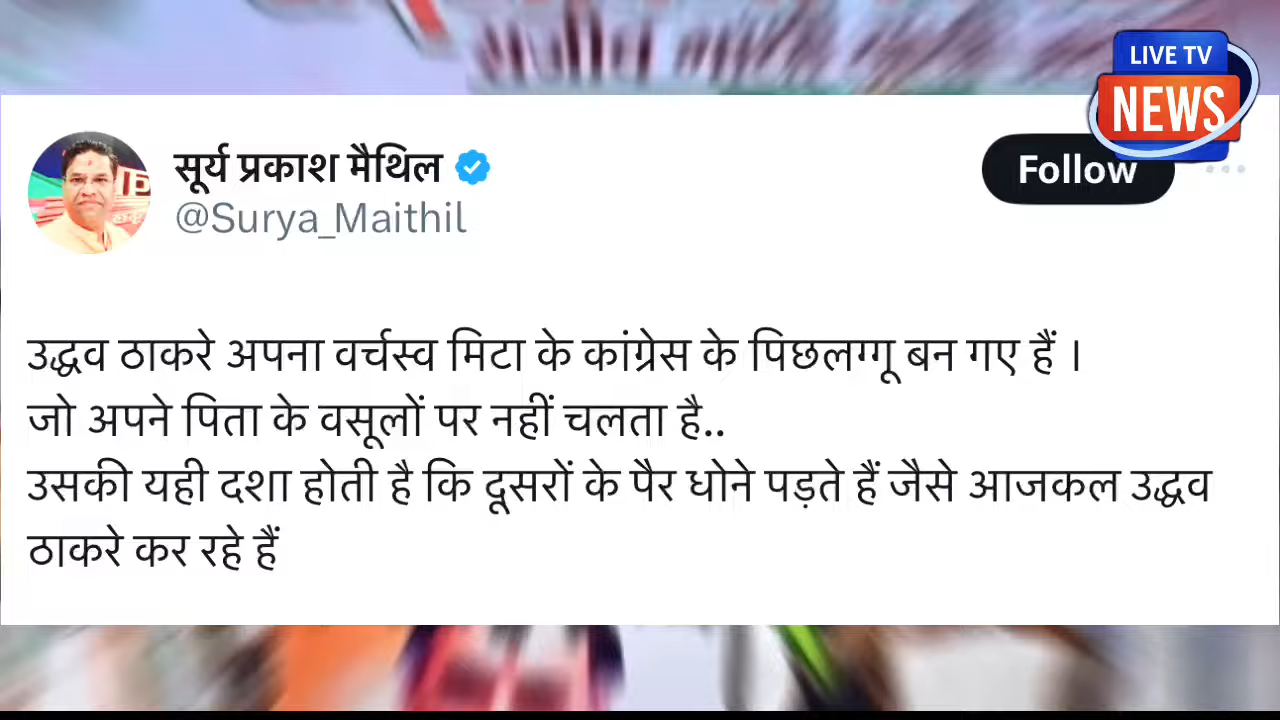 LIVE TV
NEWS
सूर्य प्रकाश मैथिल
@Surya_Maithil
Follow
उद्धव ठाकरे अपना वर्चस्व मिटा के कांग्रेस के पिछलग्गू बन गए हैं ।
जो अपने पिता के वसूलों पर नहीं चलता है..
उसकी यही दशा होती है कि दूसरों के पैर धोने पड़ते हैं जैसे आजकल उद्धव
ठाकरे कर रहे हैं